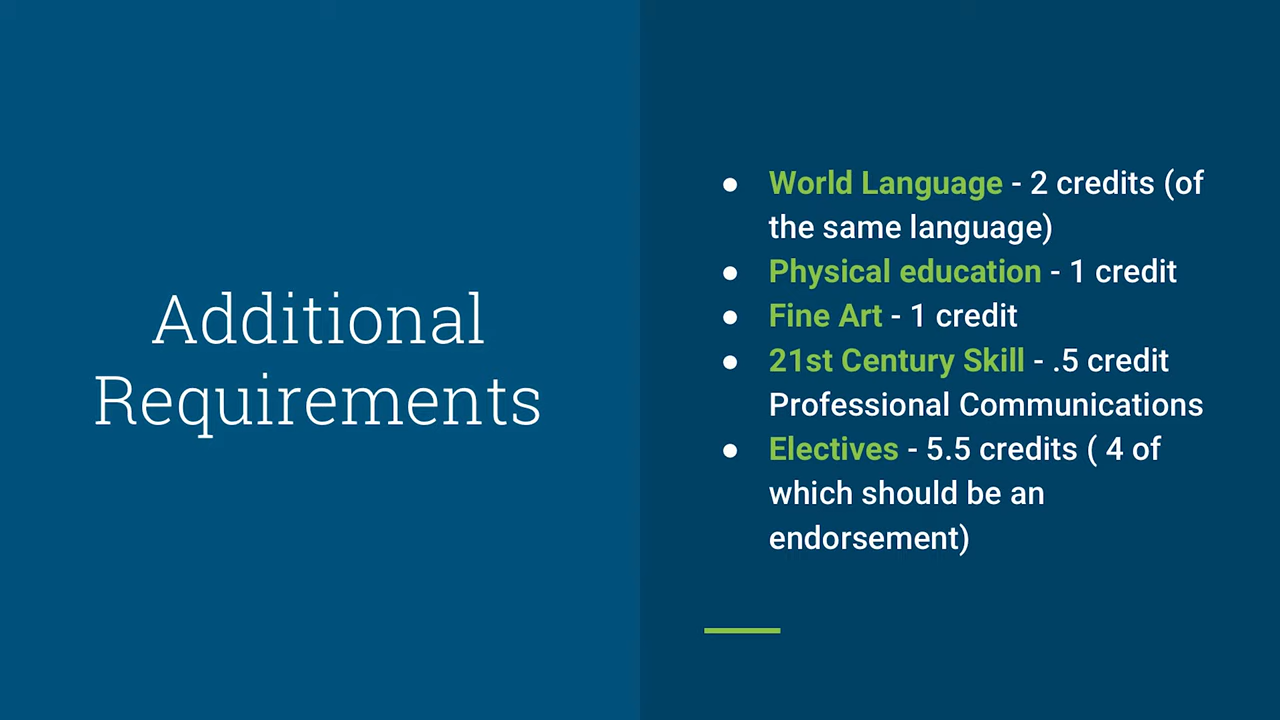 Additional
Requirements
● World Language - 2 credits (of
the same language)
● Physical education - 1 credit
● Fine Art - 1 credit
● 21st Century Skill - .5 credit
Professional Communications
● Electives - 5.5 credits ( 4 of
which should be an
endorsement)